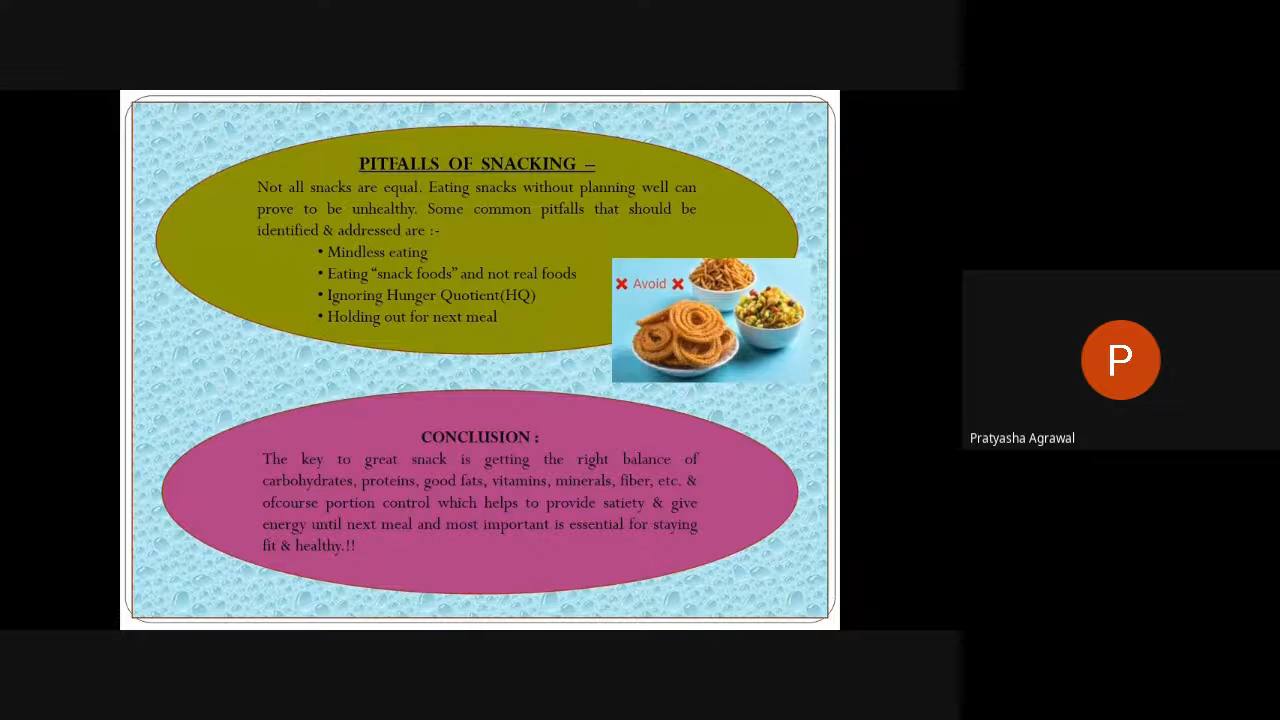 PITFALLS OF SNACKING –
Not all snacks are equal. Eating snacks without planning well can
prove to be unhealthy. Some common pitfalls that should be
identified & addressed are :-
• Mindless eating
• Eating “snack foods” and not real foods
• Ignoring Hunger Quotient(HQ)
• Holding out for next meal
❌ Avoid ❌
CONCLUSION :
The key to great snack is getting the right balance of
carbohydrates, proteins, good fats, vitamins, minerals, fiber, etc. &
ofcourse portion control which helps to provide satiety & give
energy until next meal and most important is essential for staying
fit & healthy.!!
P
Pratyasha Agrawal